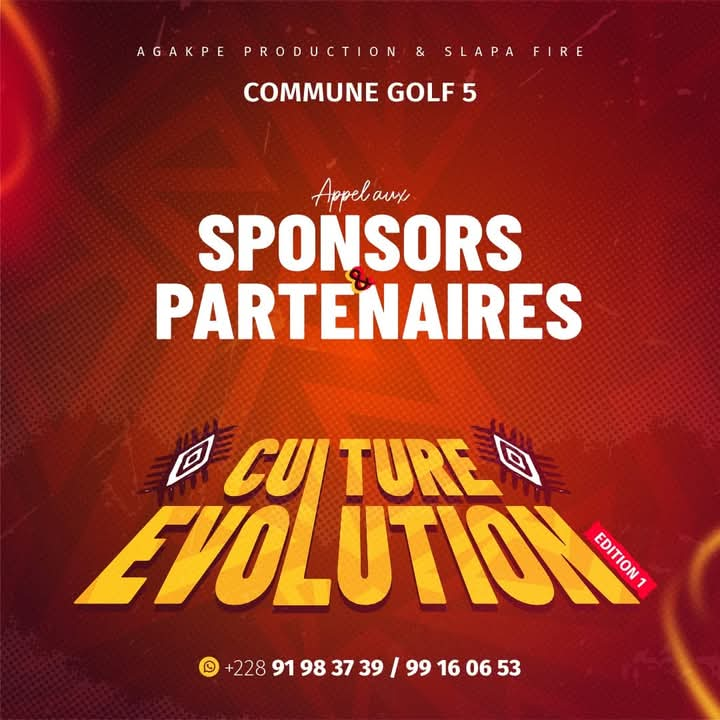 AGAKPE PRODUCTION & SLAPA FIRE
COMMUNE GOLF 5
Appel aux
SPONSORS
&
PARTENAIRES
CULTURE
EVOLUTION
EDITION 1
+228 91 98 37 39 / 99 16 06 53